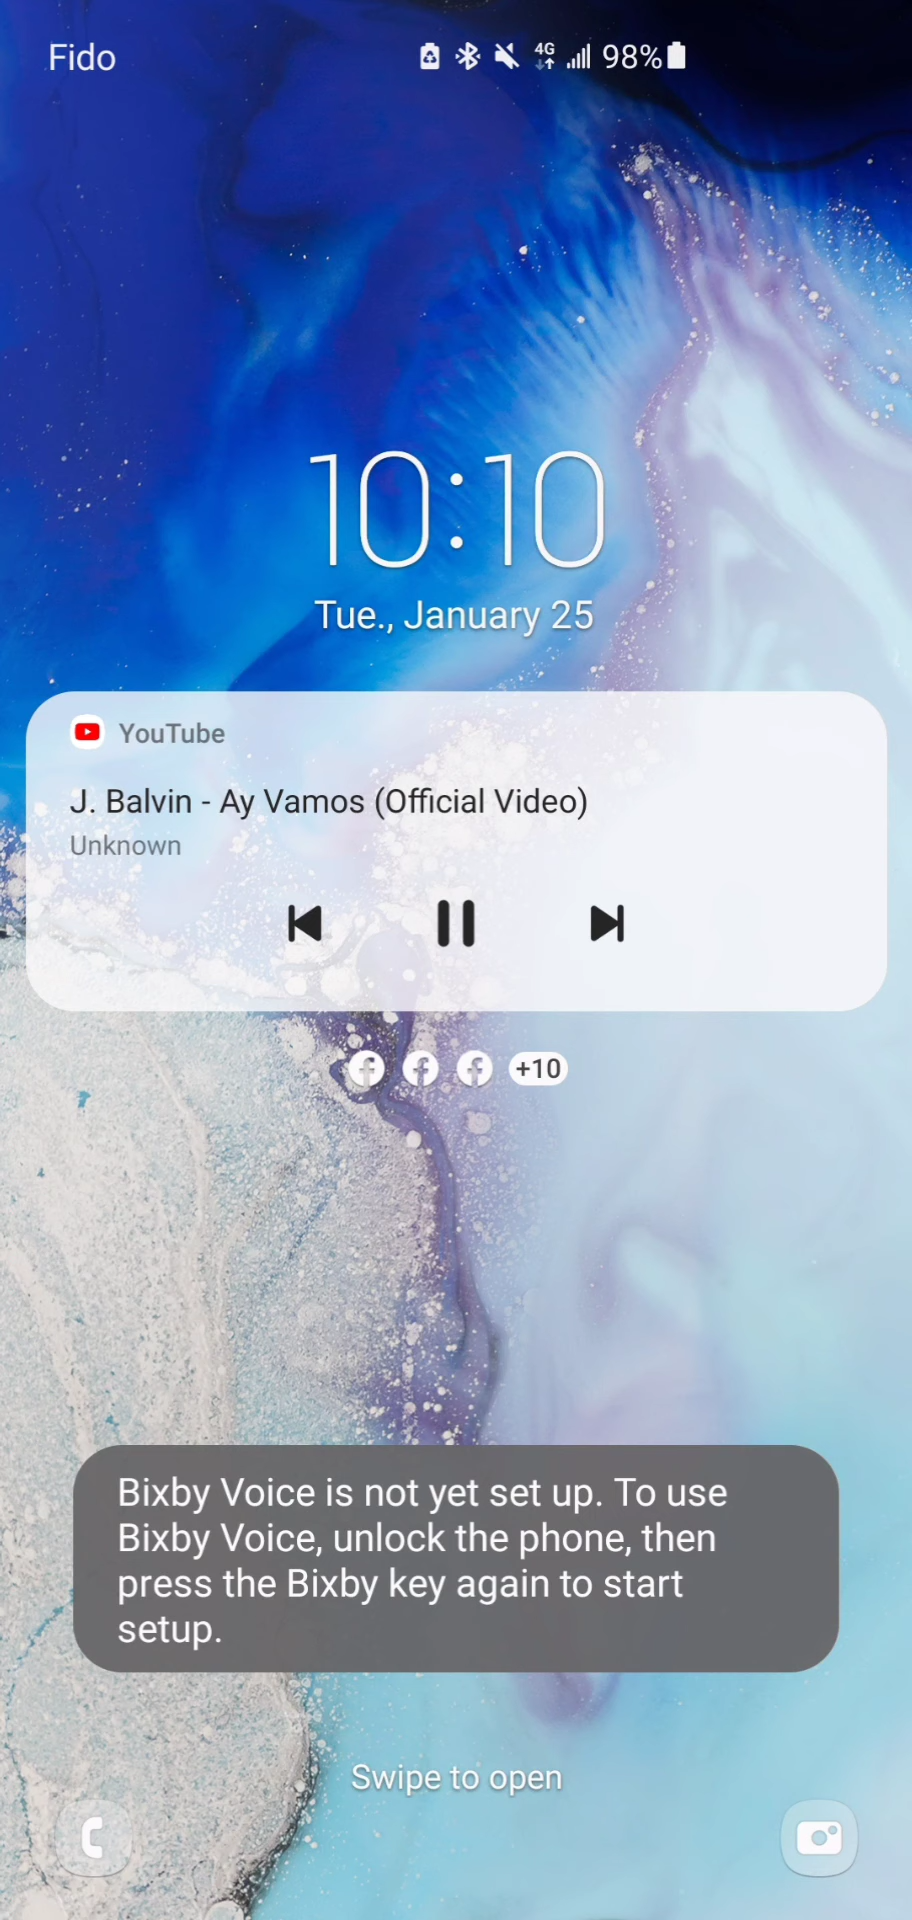 Fido
4G
98%
10:10
Tue., January 25
YouTube
J. Balvin - Ay Vamos (Official Video)
Unknown
+10
Bixby Voice is not yet set up. To use
Bixby Voice, unlock the phone, then
press the Bixby key again to start
setup.
Swipe to open